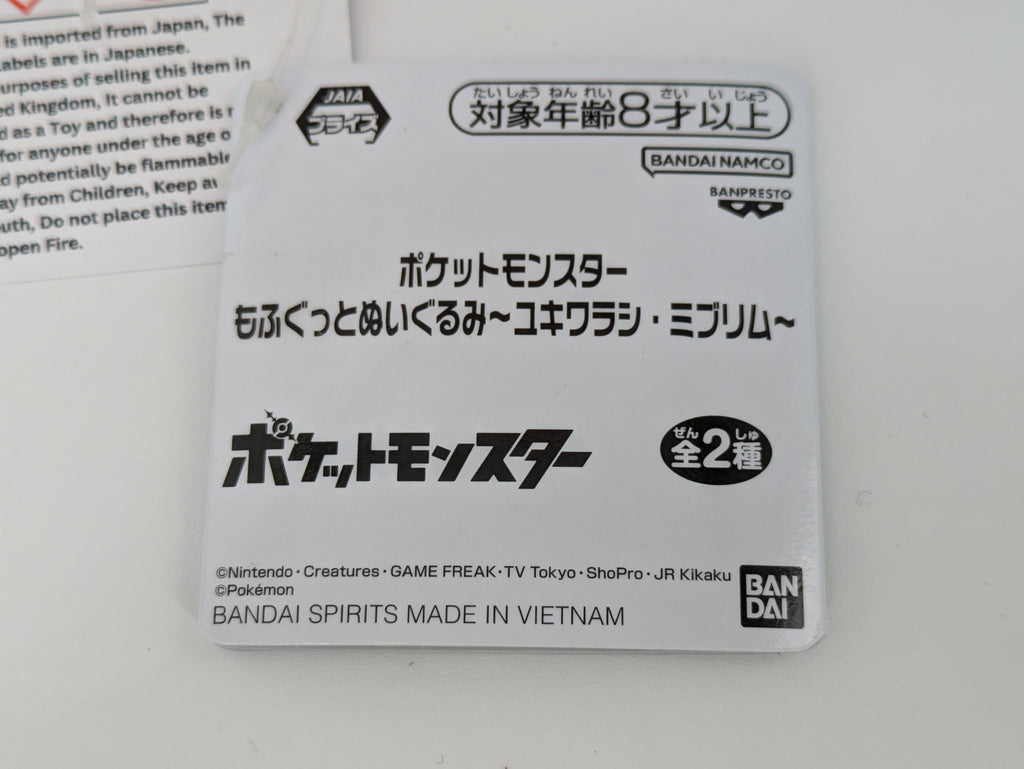 is imported from Japan, The
Labels are in Japanese.
urposes of selling this item in
ed Kingdom, It cannot be
d as a Toy and therefore is
for anyone under the age o
d potentially be flammable
ay from Children, Keep
uth, Do not place this item
open Fire.
JAIA
プライズ
たいしょう ねん れい さい い じょう
対象年齢8才以上
BANDAI NAMCO
BANPRESTO
ポケットモンスター
もふぐっとぬいぐるみ～ユキワラシ・ミブリム～
ポケットモンスター
ぜん しゅ
全2種
©Nintendo・Creatures・GAME FREAK・TV Tokyo・ShoPro・JR Kikaku
©Pokémon
BANDAI SPIRITS MADE IN VIETNAM
BAN
DAI